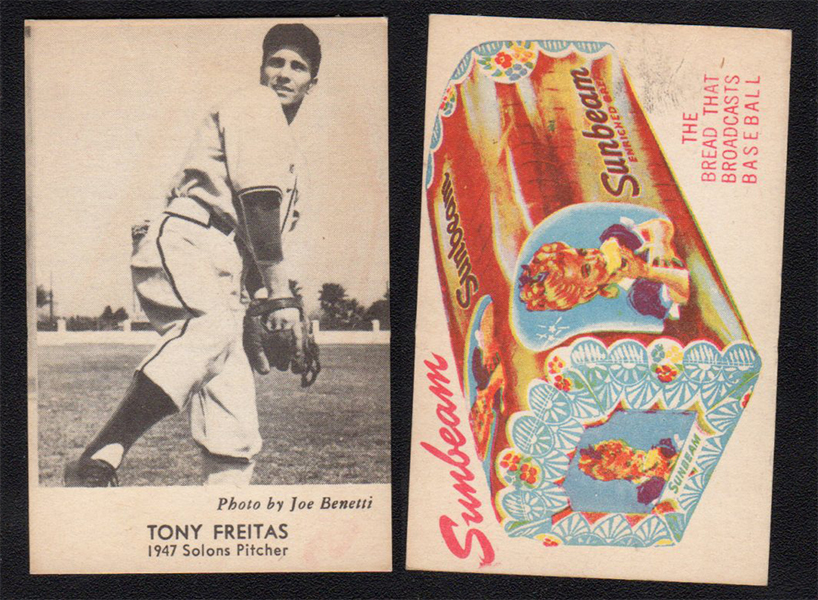 Photo by Joe Benetti
TONY FREITAS
1947 Solons Pitcher
THE
BREAD THAT
BROADCASTS
BASEBALL
Sunbeam
ENRICHED BREAD
Sunbeam
SUNBEAM
Sunbeam